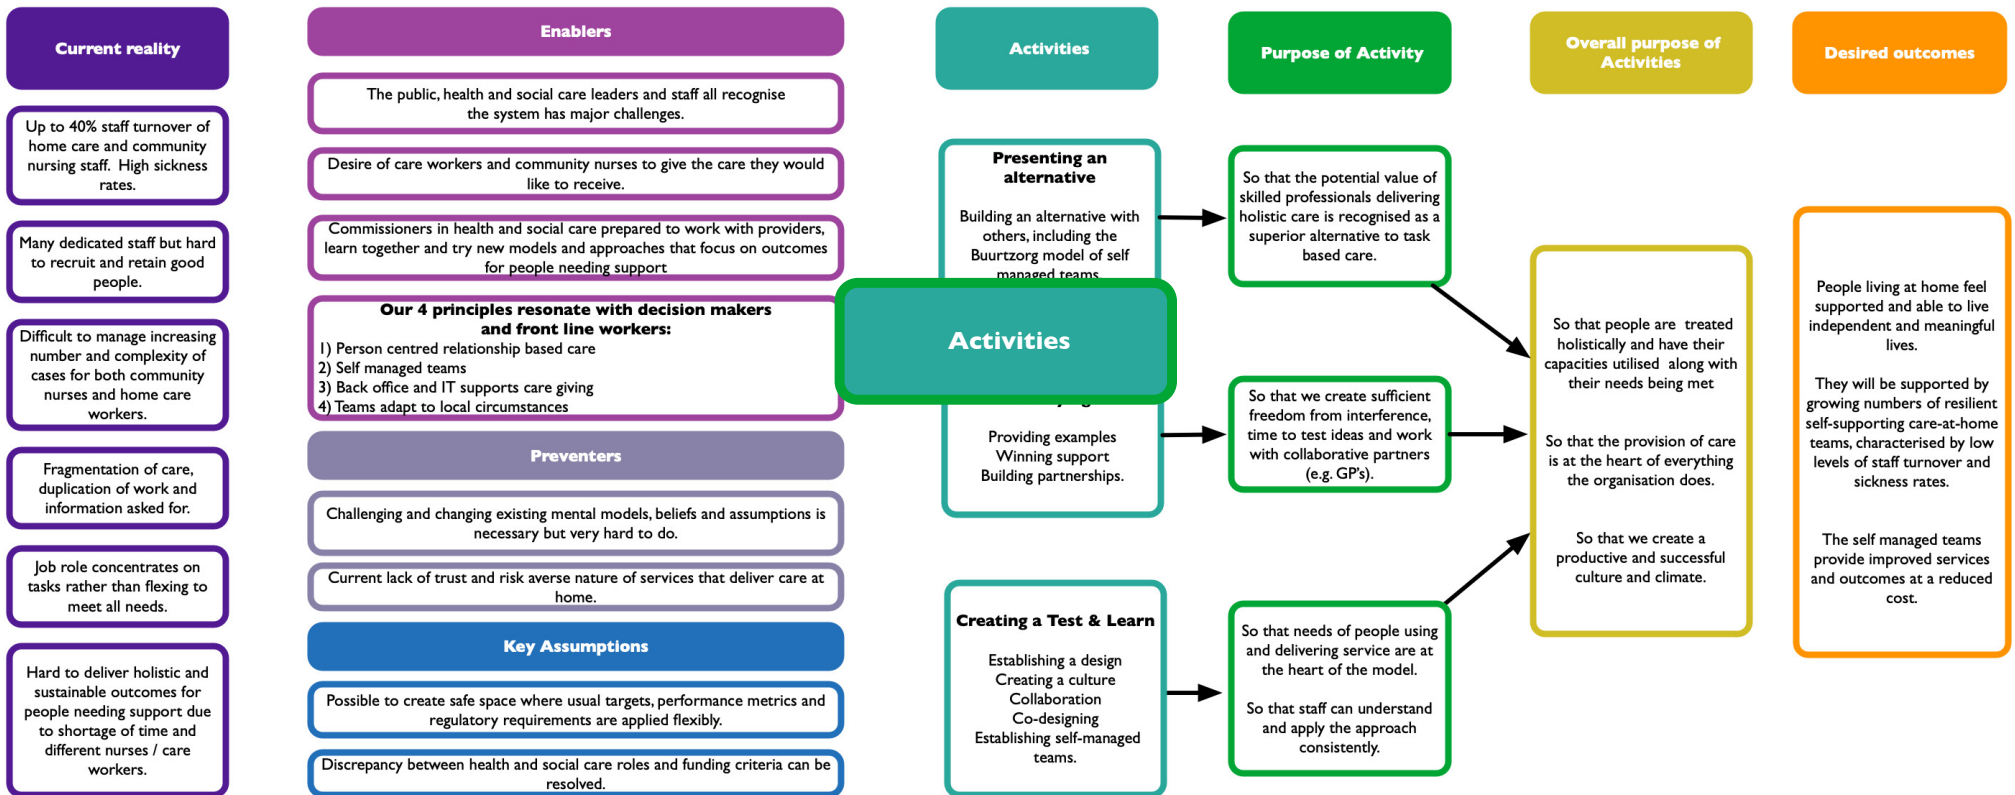 Current reality
Up to 40% staff turnover of
home care and community
nursing staff.  High sickness
rates.
Many dedicated staff but hard
to recruit and retain good
people.
Difficult to manage increasing
number and complexity of
cases for both community
nurses and home care
workers.
Fragmentation of care,
duplication of work and
information asked for.
Job role concentrates on
tasks rather than flexing to
meet all needs.
Hard to deliver holistic and
sustainable outcomes for
people needing support due
to shortage of time and
different nurses / care
workers.
Enablers
The public, health and social care leaders and staff all recognise
the system has major challenges.
Desire of care workers and community nurses to give the care they would
like to receive.
Commissioners in health and social care prepared to work with providers,
learn together and try new models and approaches that focus on outcomes
for people needing support
Our 4 principles resonate with decision makers
and front line workers:
1) Person centred relationship based care
2) Self managed teams
3) Back office and IT supports care giving
4) Teams adapt to local circumstances
Preventers
Challenging and changing existing mental models, beliefs and assumptions is
necessary but very hard to do.
Current lack of trust and risk averse nature of services that deliver care at
home.
Key Assumptions
Possible to create safe space where usual targets, performance metrics and
regulatory requirements are applied flexibly.
Discrepancy between health and social care roles and funding criteria can be
resolved.
Activities
Presenting an
alternative
Building an alternative with
others, including the
Buurtzorg model of self
managed teams.
Activities
Providing examples
Winning support
Building partnerships.
Creating a Test & Learn
Establishing a design
Creating a culture
Collaboration
Co-designing
Establishing self-managed
teams.
Purpose of Activity
So that the potential value of
skilled professionals delivering
holistic care is recognised as a
superior alternative to task
based care.
So that we create sufficient
freedom from interference,
time to test ideas and work
with collaborative partners
(e.g. GP's).
So that needs of people using
and delivering service are at
the heart of the model.
So that staff can understand
and apply the approach
consistently.
Overall purpose of
Activities
So that people are  treated
holistically and have their
capacities utilised  along with
their needs being met
So that the provision of care
is at the heart of everything
the organisation does.
So that we create a
productive and successful
culture and climate.
Desired outcomes
People living at home feel
supported and able to live
independent and meaningful
lives.
They will be supported by
growing numbers of resilient
self-supporting care-at-home
teams, characterised by low
levels of staff turnover and
sickness rates.
The self managed teams
provide improved services
and outcomes at a reduced
cost.